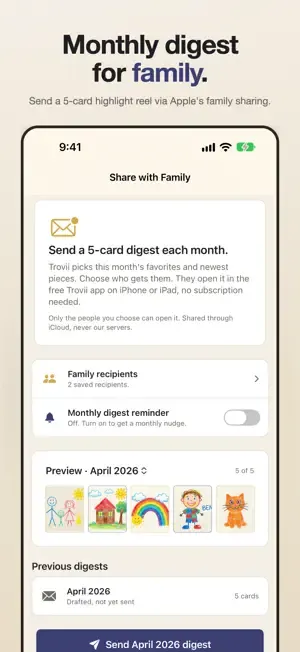 Monthly digest
for family.
Send a 5-card highlight reel via Apple's family sharing.
9:41
Share with Family
Send a 5-card digest each month.
Trovii picks this month's favorites and newest
pieces. Choose who gets them. They open it in the
free Trovii app on iPhone or iPad, no subscription
needed.
Only the people you choose can open it. Shared through
iCloud, never our servers.
Family recipients
2 saved recipients.
Monthly digest reminder
Off. Turn on to get a monthly nudge.
Preview · April 2026
5 of 5
BEN
Previous digests
April 2026
Drafted, not yet sent
5 cards
Send April 2026 digest